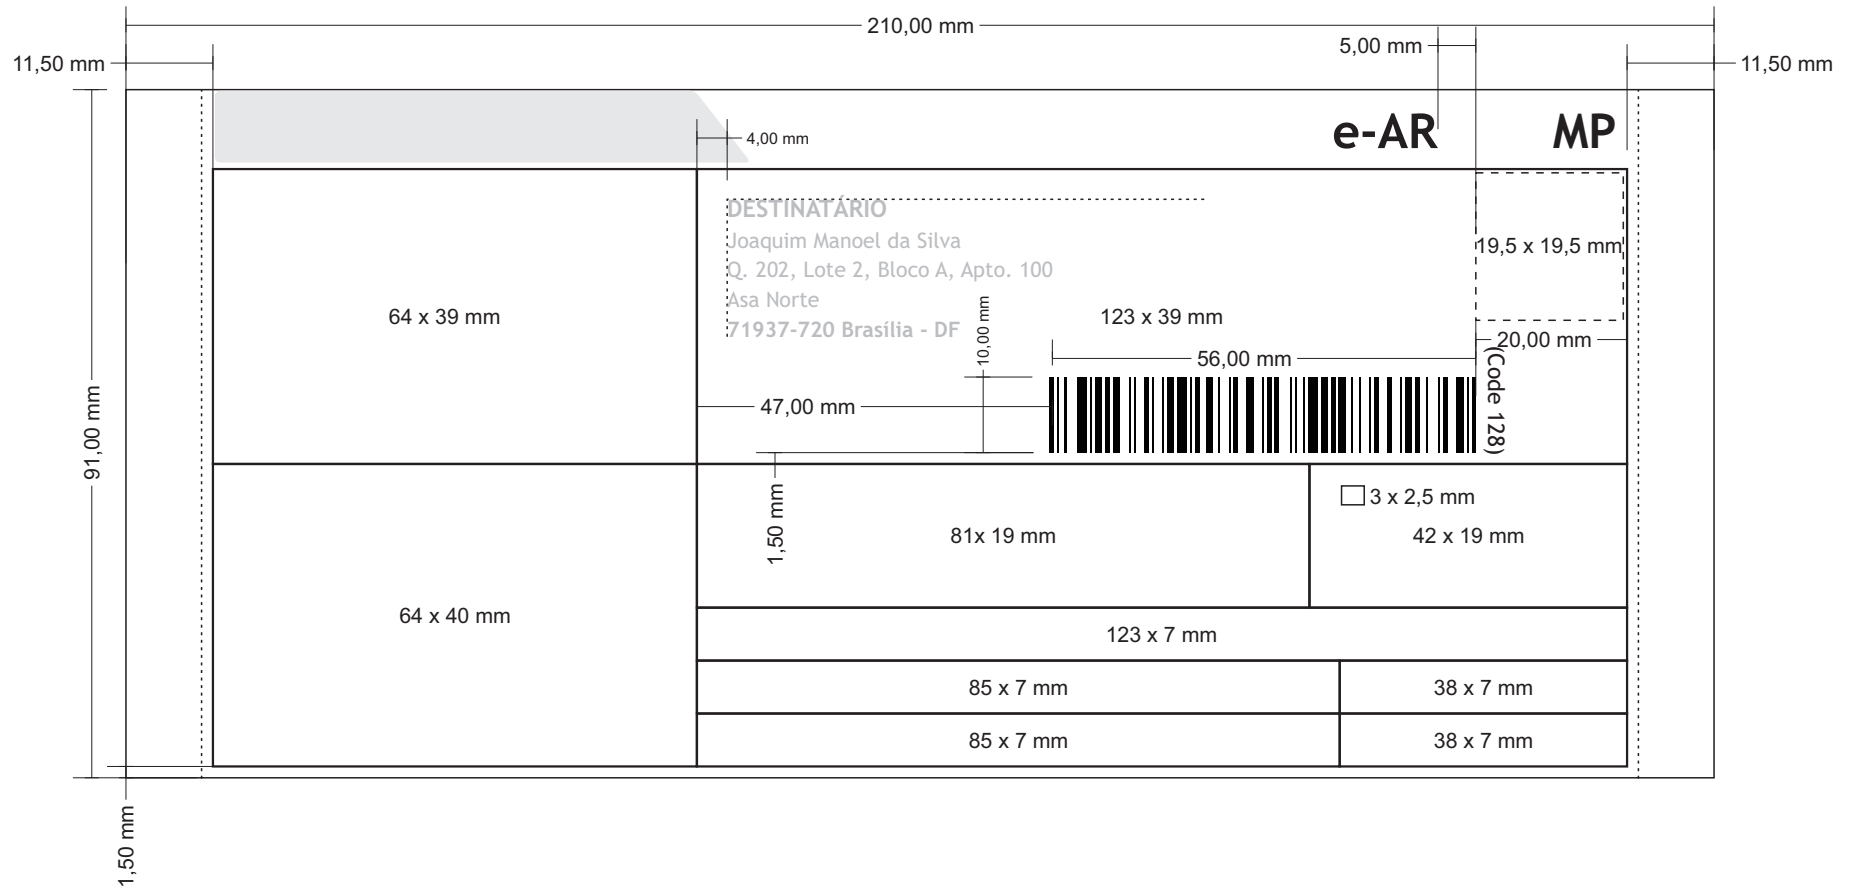 210,00 mm
5,00 mm
11,50 mm
11,50 mm
e-AR MP
4,00 mm
DESTINATÁRIO
Joaquim Manoel da Silva
Q. 202, Lote 2, Bloco A, Apto. 100
Asa Norte
71937-720 Brasília - DF
19,5 x 19,5 mm
64 x 39 mm
123 x 39 mm
10,00 mm
20,00 mm
56,00 mm
47,00 mm
(Code 128)
91,00 mm
1,50 mm
3 x 2,5 mm
81x 19 mm
42 x 19 mm
64 x 40 mm
123 x 7 mm
85 x 7 mm
38 x 7 mm
85 x 7 mm
38 x 7 mm
1,50 mm